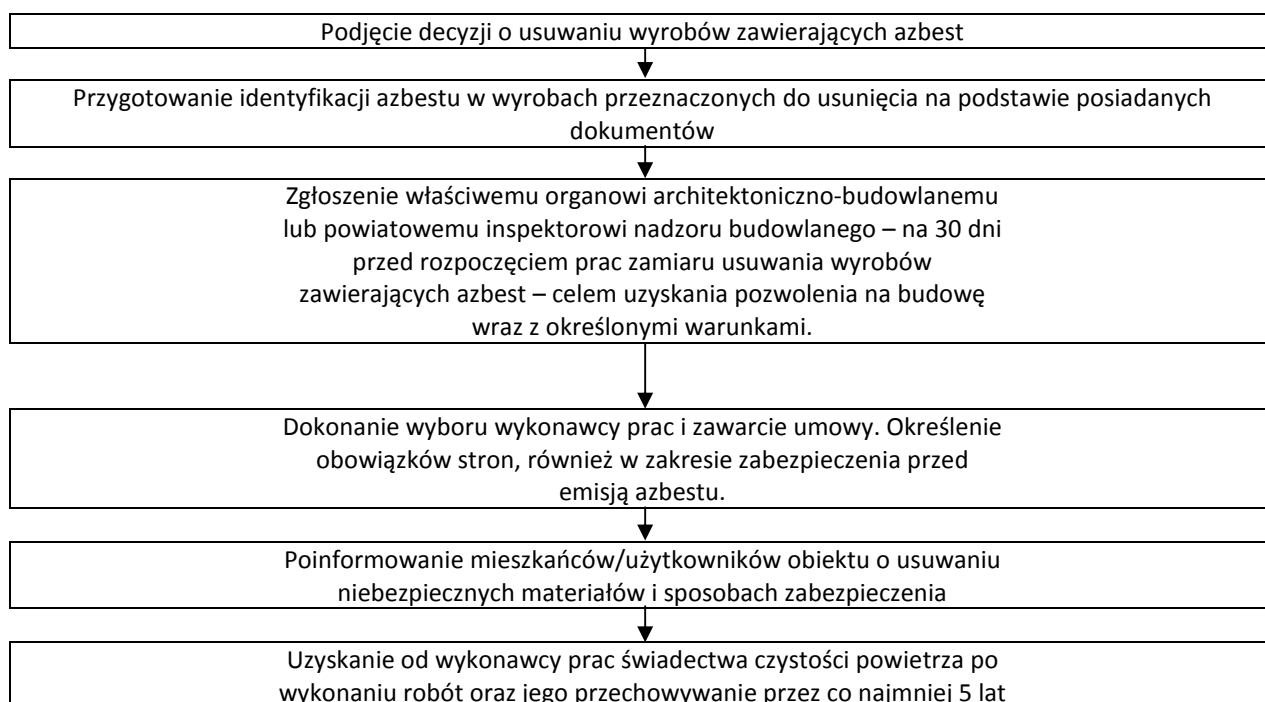 Podjęcie decyzji o usuwaniu wyrobów zawierających azbest
Przygotowanie identyfikacji azbestu w wyrobach przeznaczonych do usunięcia na podstawie posiadanych
dokumentów
Zgłoszenie właściwemu organowi architektoniczno-budowlanemu
lub powiatowemu inspektorowi nadzoru budowlanego – na 30 dni
przed rozpoczęciem prac zamiaru usuwania wyrobów
zawierających azbest – celem uzyskania pozwolenia na budowę
wraz z określonymi warunkami.
Dokonanie wyboru wykonawcy prac i zawarcie umowy. Określenie
obowiązków stron, również w zakresie zabezpieczenia przed
emisją azbestu.
Poinformowanie mieszkańców/użytkowników obiektu o usuwaniu
niebezpiecznych materiałów i sposobach zabezpieczenia
Uzyskanie od wykonawcy prac świadectwa czystości powietrza po
wykonaniu robót oraz jego przechowywanie przez co najmniej 5 lat